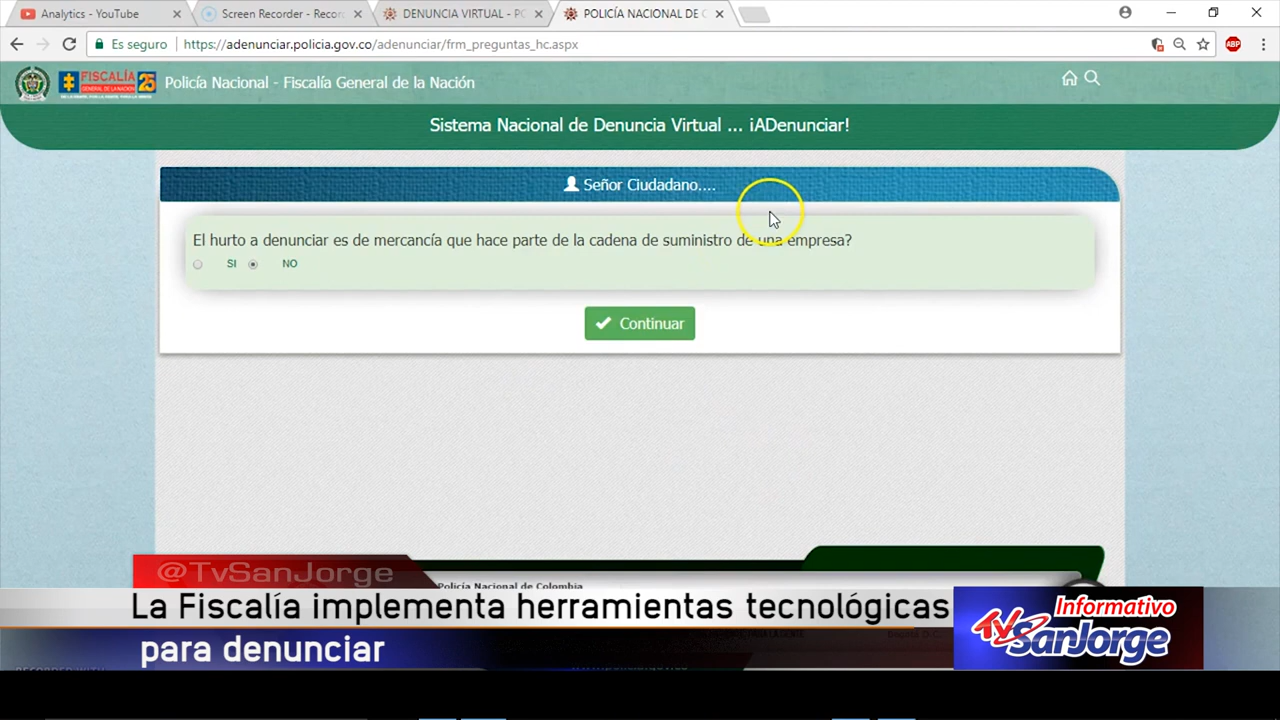 Analytics - YouTube
Screen Recorder - Recor
DENUNCIA VIRTUAL - PO
POLICÍA NACIONAL DE C
Es seguro
https://adenunciar.policia.gov.co/adenunciar/frm_preguntas_hc.aspx
ABP
FISCALÍA 25
GENERAL DE LA NACIÓN
Policía Nacional - Fiscalía General de la Nación
Sistema Nacional de Denuncia Virtual ... ¡ADenunciar!
Señor Ciudadano....
El hurto a denunciar es de mercancía que hace parte de la cadena de suministro de una empresa?
SI NO
Continuar
@TvSanJorge
Policía Nacional de Colombia
La Fiscalía implementa herramientas tecnológicas
para denunciar
Informativo
TV SanJorge